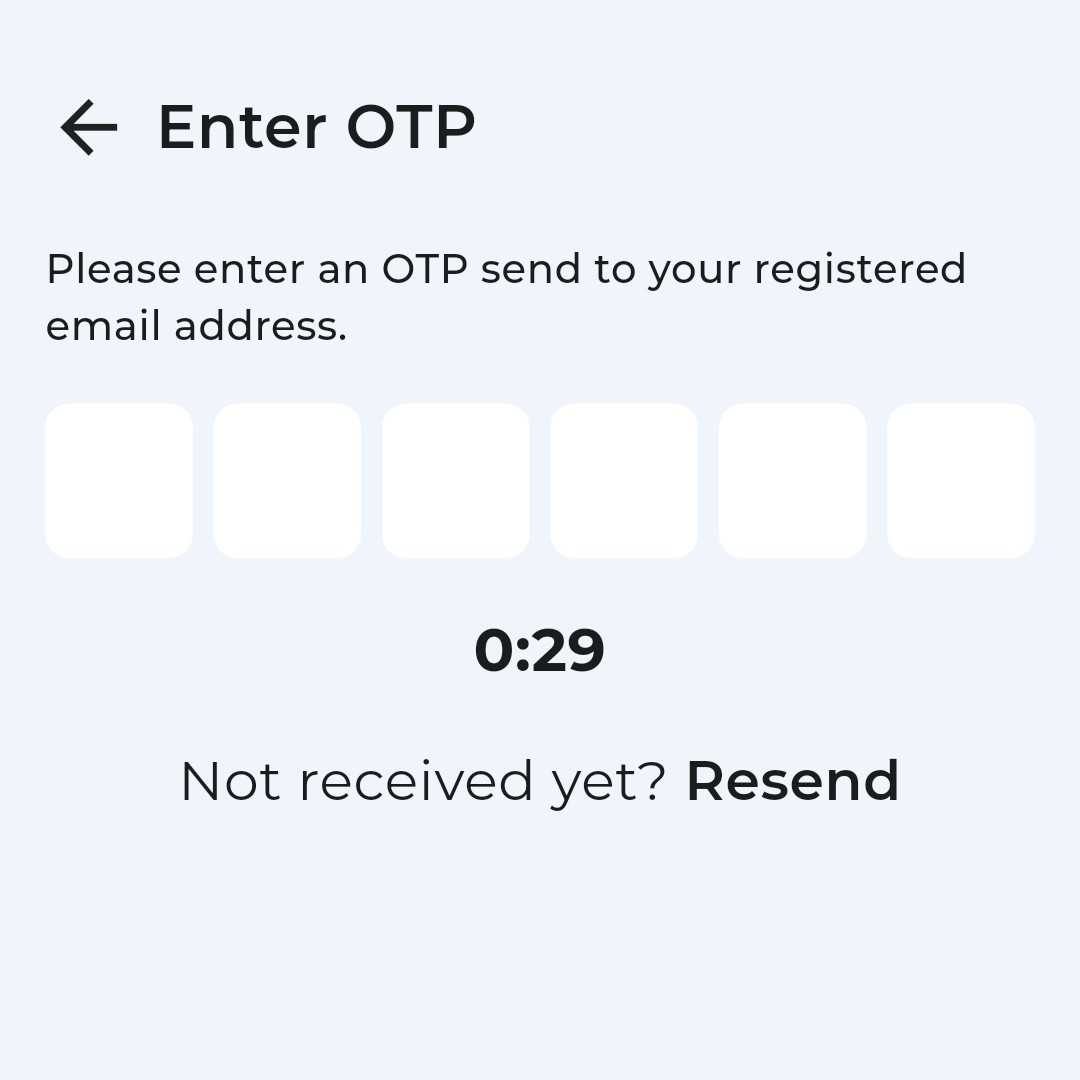 Enter OTP
Please enter an OTP send to your registered
email address.
0:29
Not received yet? Resend